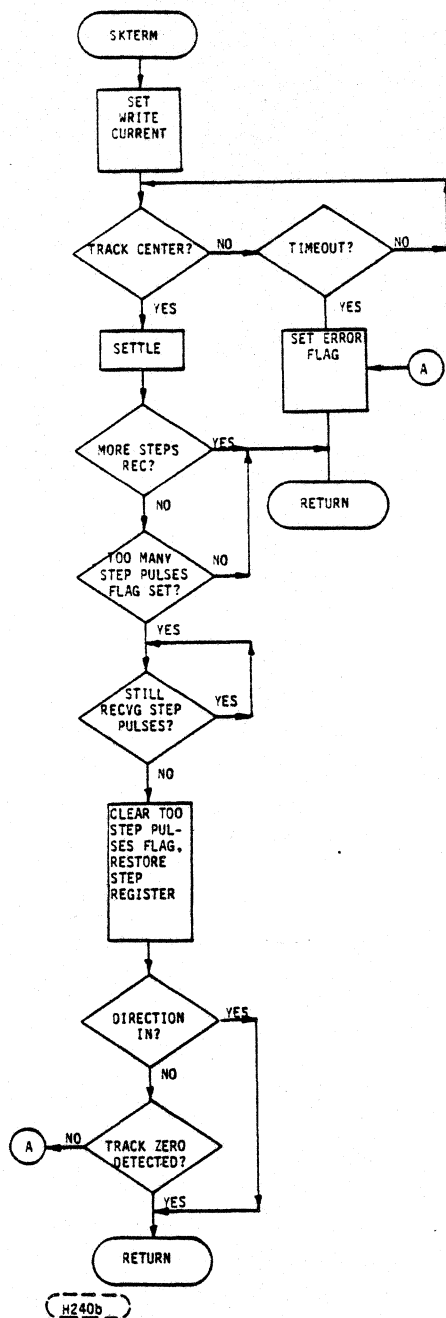 SKTERM
SET
WRITE
CURRENT
TRACK CENTER?
NO
TIMEOUT?
NO
YES
YES
SETTLE
SET ERROR
FLAG
A
MORE STEPS
REC?
YES
RETURN
NO
TOO MANY
STEP PULSES
FLAG SET?
NO
YES
STILL
RECVG STEP
PULSES?
YES
NO
CLEAR TOO
STEP PUL-
SES FLAG,
RESTORE
STEP
REGISTER
DIRECTION
IN?
YES
NO
A
NO
TRACK ZERO
DETECTED?
YES
RETURN
H240b